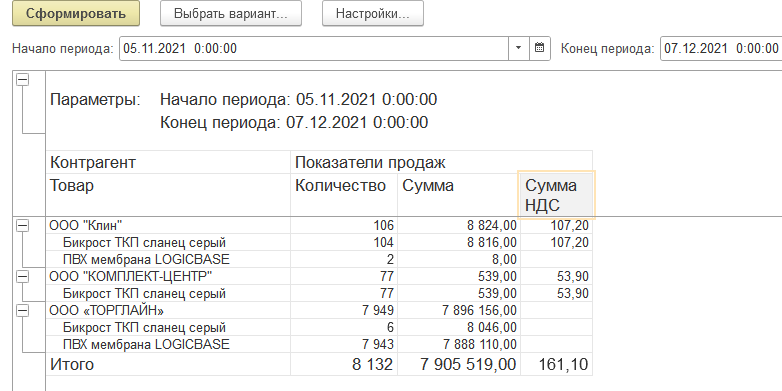 Сформировать Выбрать вариант... Настройки...
Начало периода: 05.11.2021 0:00:00 Конец периода: 07.12.2021 0:00:00
Параметры: Начало периода: 05.11.2021 0:00:00
Конец периода: 07.12.2021 0:00:00
Контрагент Показатели продаж
Товар Количество Сумма Сумма
НДС
ООО "Клин" 106 8 824,00 107,20
Бикрост ТКП сланец серый 104 8 816,00 107,20
ПВХ мембрана LOGICBASE 2 8,00
ООО "КОМПЛЕКТ-ЦЕНТР" 77 539,00 53,90
Бикрост ТКП сланец серый 77 539,00 53,90
ООО «ТОРГЛАЙН» 7 949 7 896 156,00
Бикрост ТКП сланец серый 6 8 046,00
ПВХ мембрана LOGICBASE 7 943 7 888 110,00
Итого 8 132 7 905 519,00 161,10